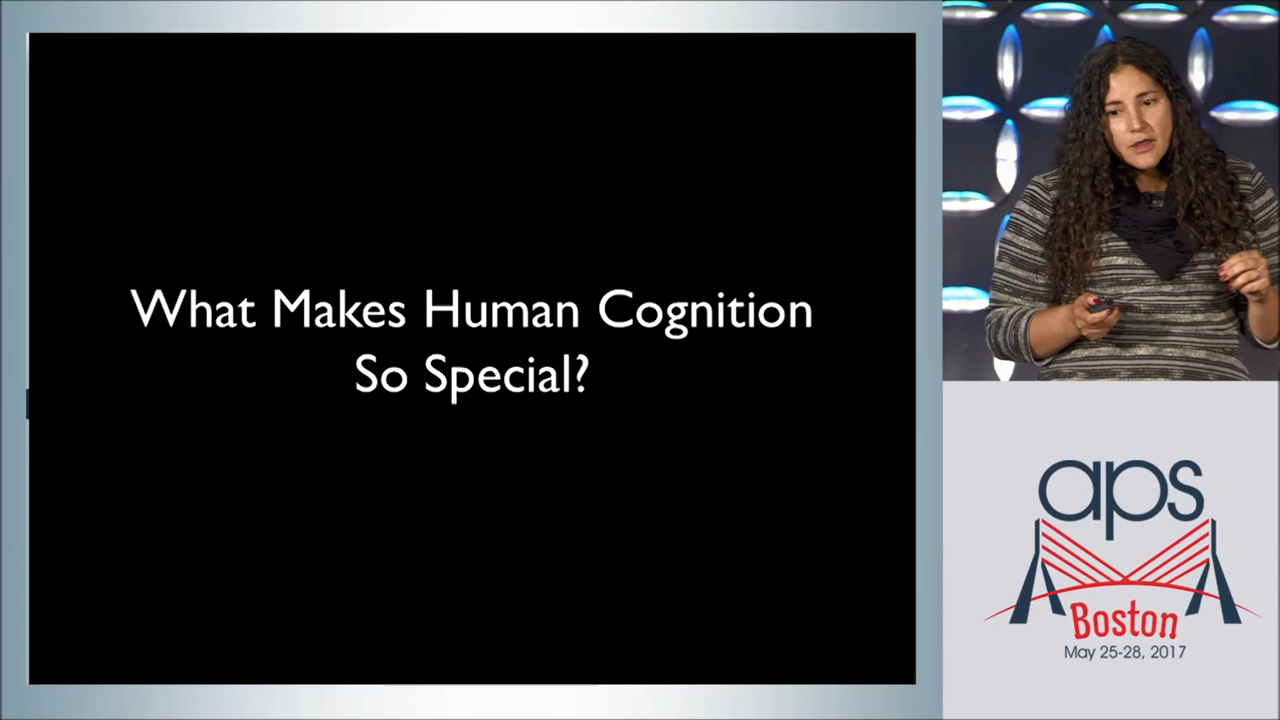 What Makes Human Cognition
So Special?
aps
Boston
May 25-28, 2017